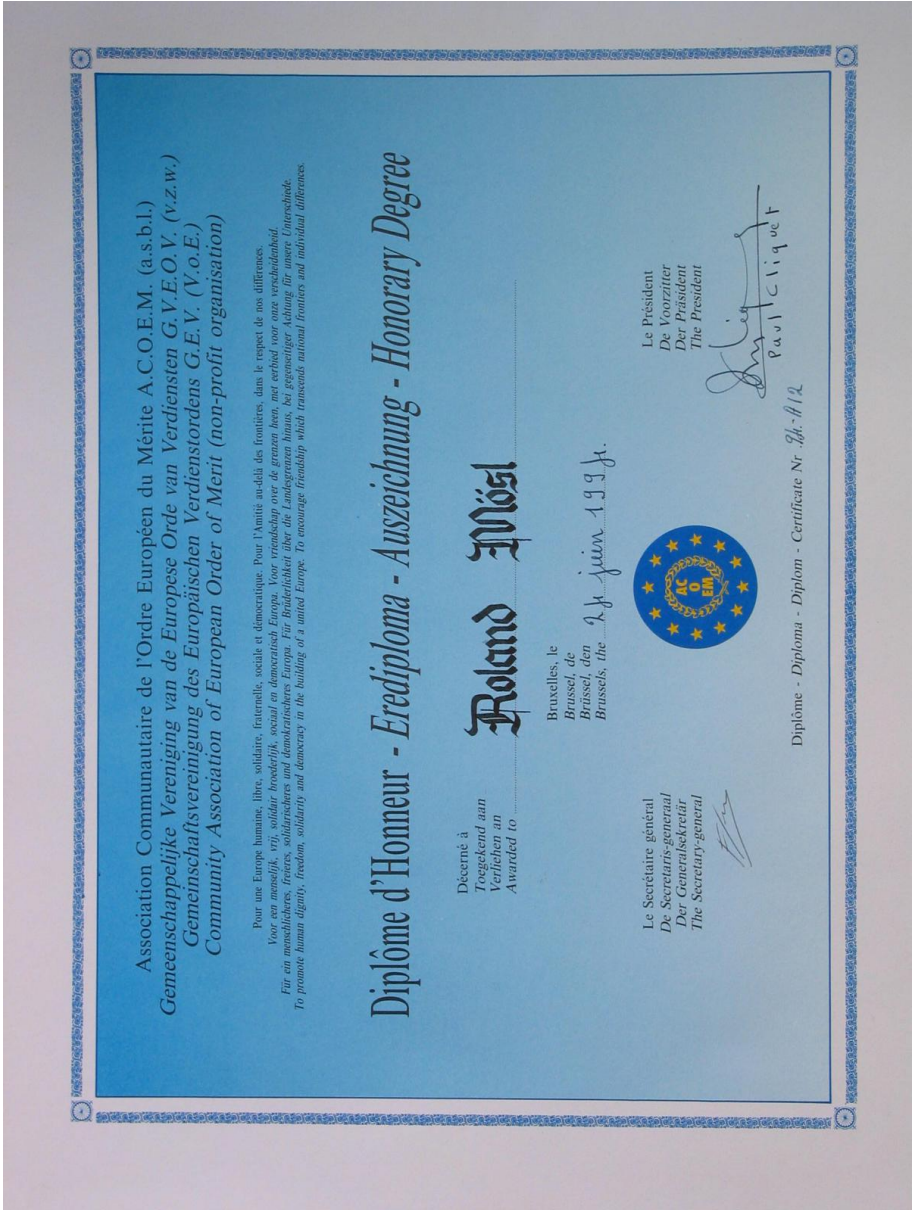 Association Communautaire de l'Ordre Européen du Mérite A.C.O.E.M. (a.s.b.l.)
Gemeenschappelijke Vereniging van de Europese Orde van Verdiensten G.V.E.O.V. (v.z.w.)
Gemeinschaftsvereinigung des Europäischen Verdienstordens G.E.V. (V.o.E.)
Community Association of European Order of Merit (non-profit organisation)
Pour une Europe humaine, libre, solidaire, fraternelle, sociale et démocratique. Pour l'Amitié au-delà des frontières, dans le respect de nos différences.
Voor een menselijk, vrij, solidair broederlijk, sociaal en democratisch Europa. Voor vriendschap over de grenzen heen, met eerbied voor onze verscheidenheid.
Für ein menschlicheres, freieres, solidarischeres und demokratischeres Europa. Für Brüderlichkeit über die Landesgrenzen hinaus, bei gegenseitiger Achtung für unsere Unterschiede.
To promote human dignity, freedom, solidarity and democracy in the building of a united Europe. To encourage friendship which transcends national frontiers and individual differences.
Diplôme d'Honneur - Erediploma - Auszeichnung - Honorary Degree
Décerné à
Toegekend aan
Verliehen an
Awarded to Roland Mösl
Bruxelles, le
Brussel, de
Brüssel, den
Brussels, the juin 199
Le Secrétaire général
De Secretaris-generaal
Der Generalsekretär
The Secretary-general
AC
O
EM
Le Président
De Voorzitter
Der Präsident
The President
Paul Cliquet
Diplôme - Diploma - Diplom - Certificate Nr